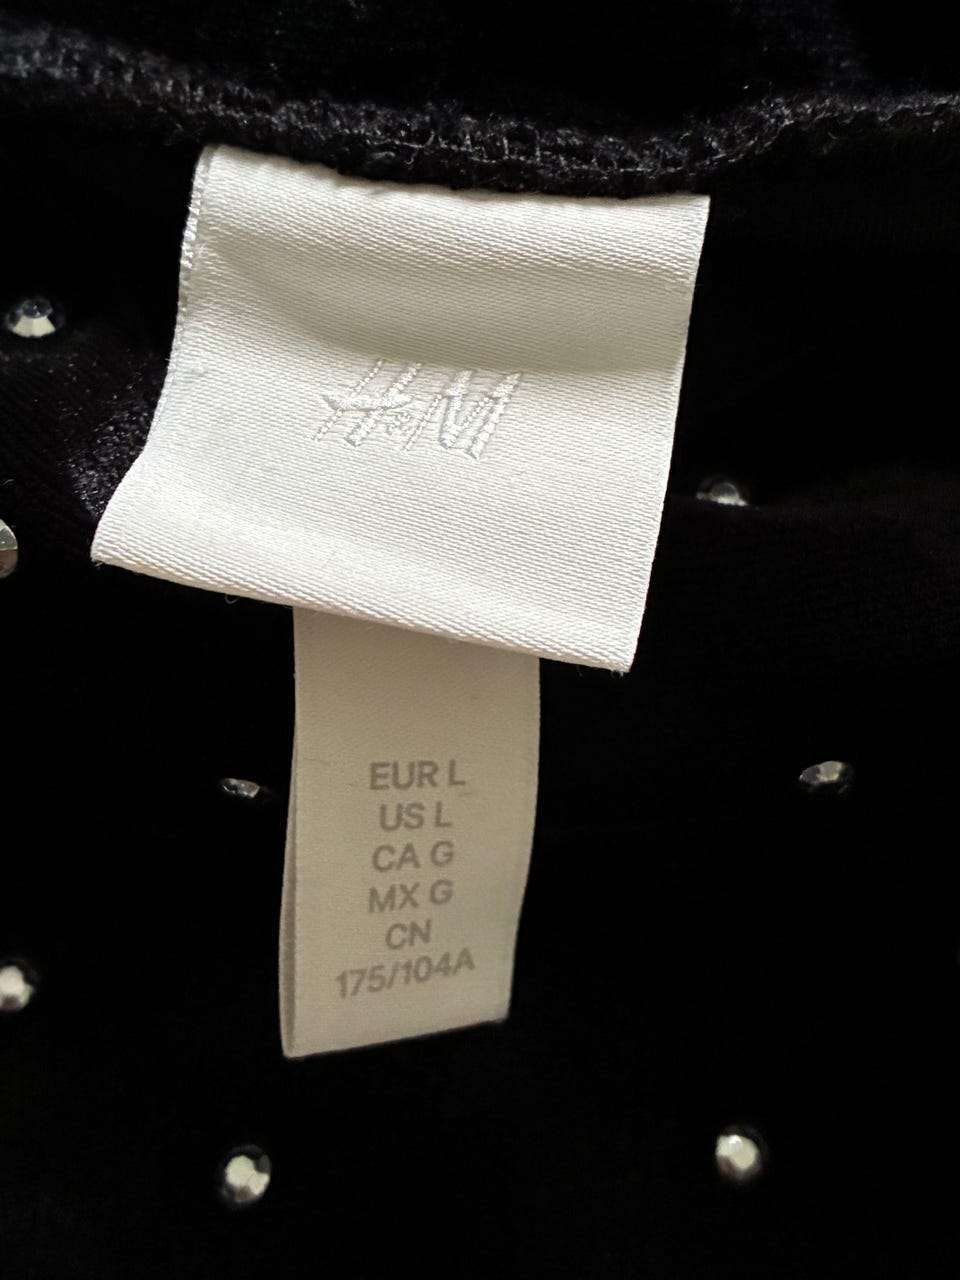 H&M
EUR L
US L
CA G
MX G
CN
175/104A